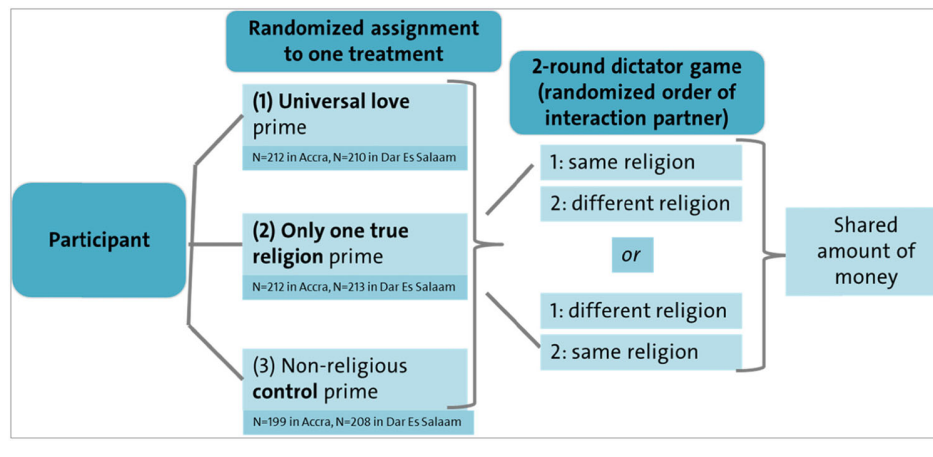 Randomized assignment
to one treatment
2-round dictator game
(randomized order of
interaction partner)
Participant
(1) Universal love
prime
N=212 in Accra, N=210 in Dar Es Salaam
(2) Only one true
religion prime
N=212 in Accra, N=213 in Dar Es Salaam
(3) Non-religious
control prime
N=199 in Accra, N=208 in Dar Es Salaam
1: same religion
2: different religion
or
1: different religion
2: same religion
Shared
amount of
money